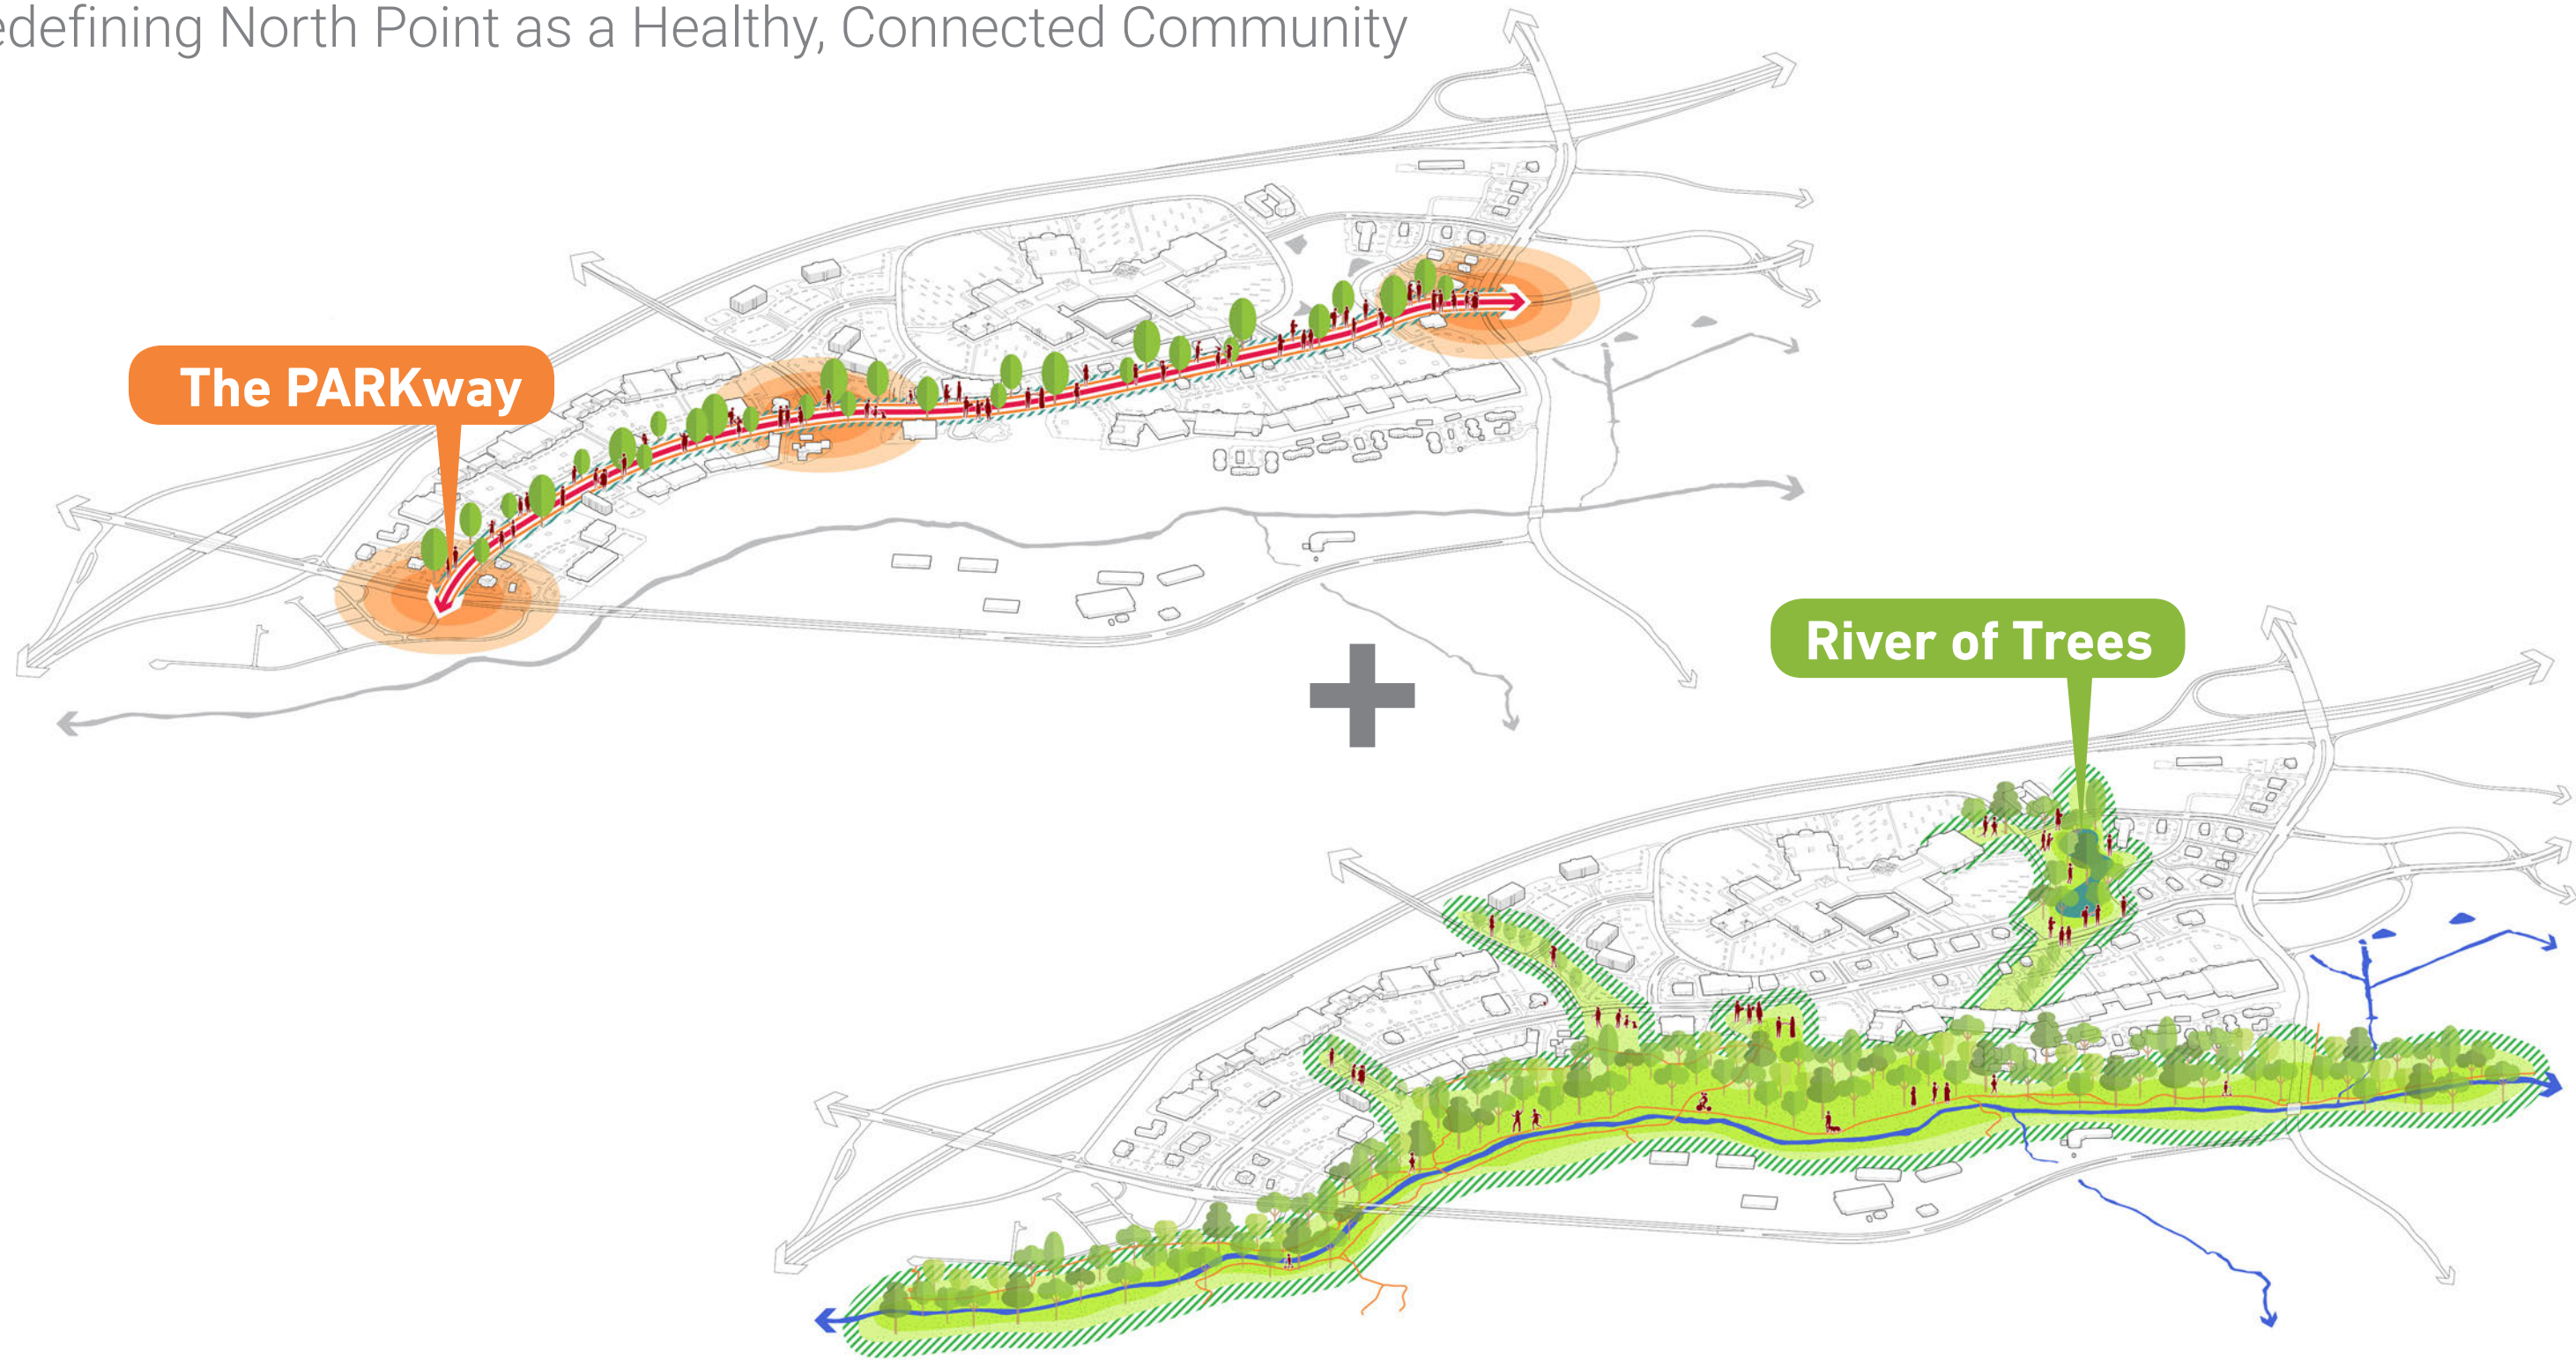 edefining North Point as a Healthy, Connected Community
The PARKway
River of Trees